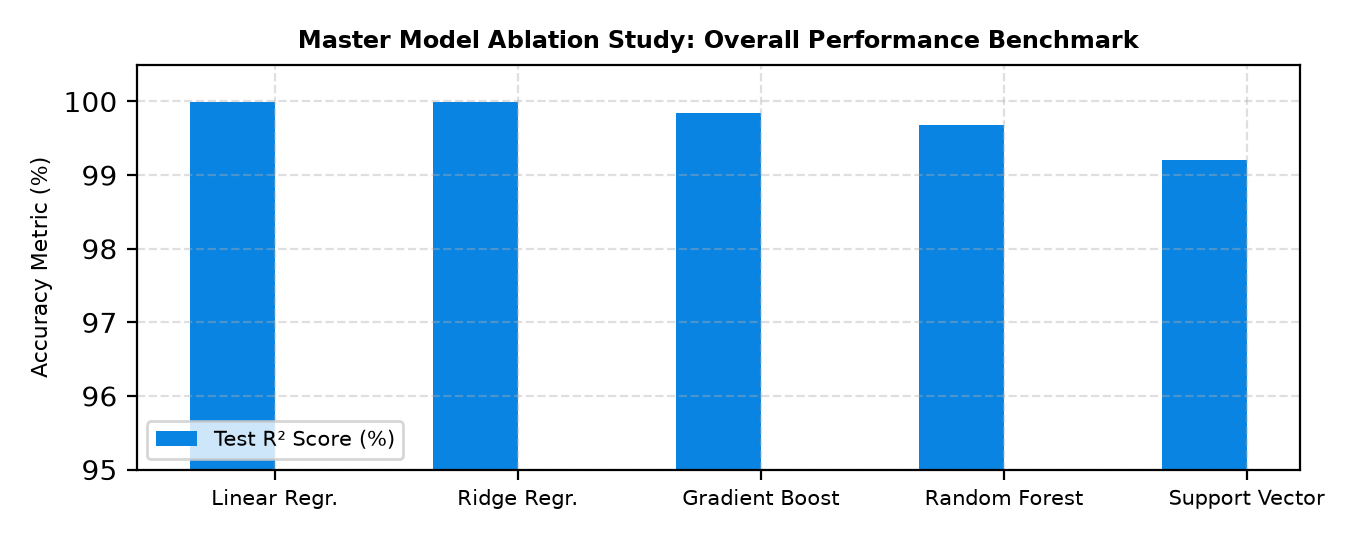 Master Model Ablation Study: Overall Performance Benchmark
Accuracy Metric (%)
100
99
98
97
96
95
Test R² Score (%)
Linear Regr.
Ridge Regr.
Gradient Boost
Random Forest
Support Vector